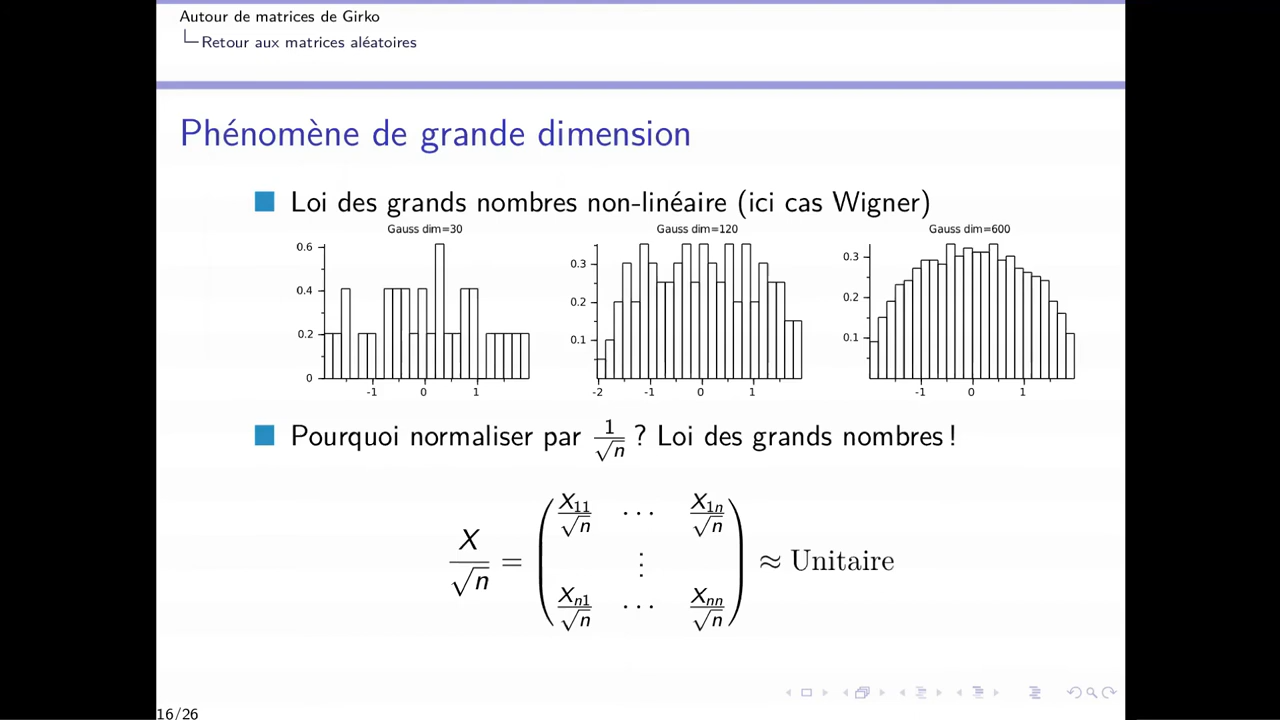 Autour de matrices de Girko
Retour aux matrices aléatoires
Phénomène de grande dimension
Loi des grands nombres non-linéaire (ici cas Wigner)
Gauss dim=30 Gauss dim=120 Gauss dim=600
0.6 0.4 0.2 0 -1 0 1
0.3 0.2 0.1 -2 -1 0 1
0.3 0.2 0.1 -1 0 1
Pourquoi normaliser par 1/√n ? Loi des grands nombres !
X/√n = ( X₁₁/√n ⋯ X₁ₙ/√n
⋮
Xₙ₁/√n ⋯ Xₙₙ/√n ) ≈ Unitaire
16/26